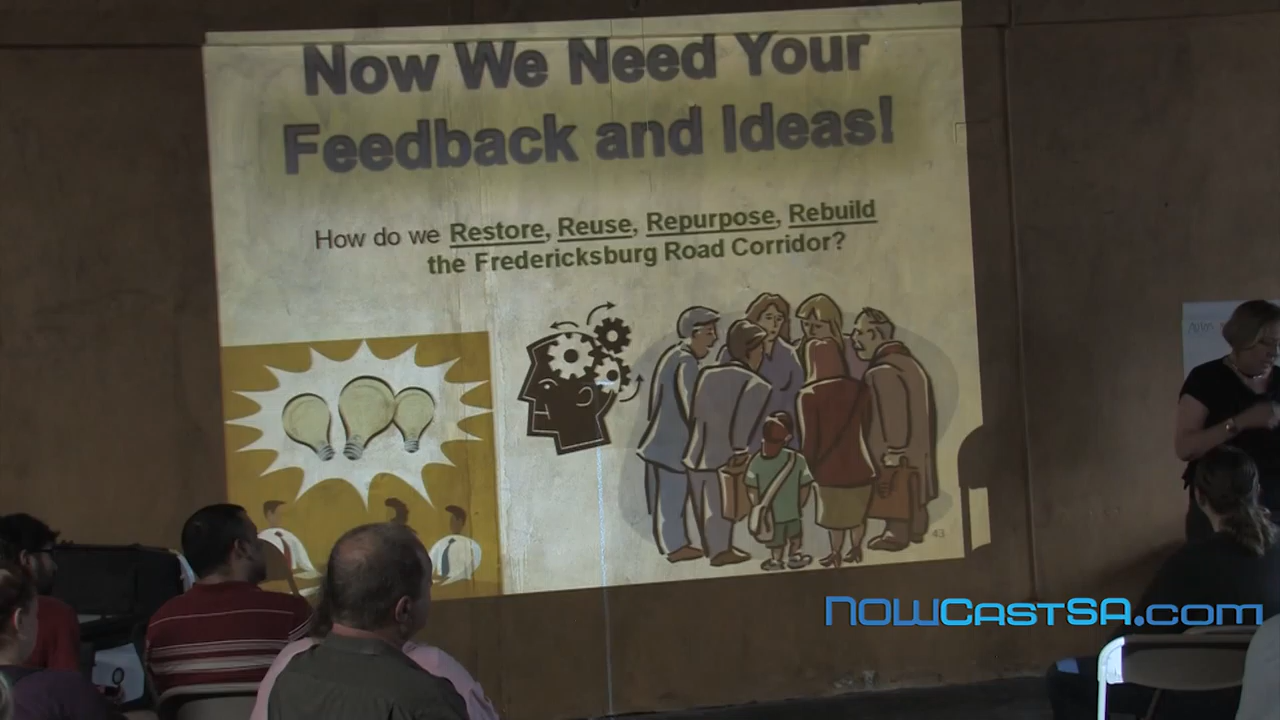 Now We Need Your
Feedback and Ideas!
How do we Restore, Reuse, Repurpose, Rebuild
the Fredericksburg Road Corridor?
43
NOWCastSA.com